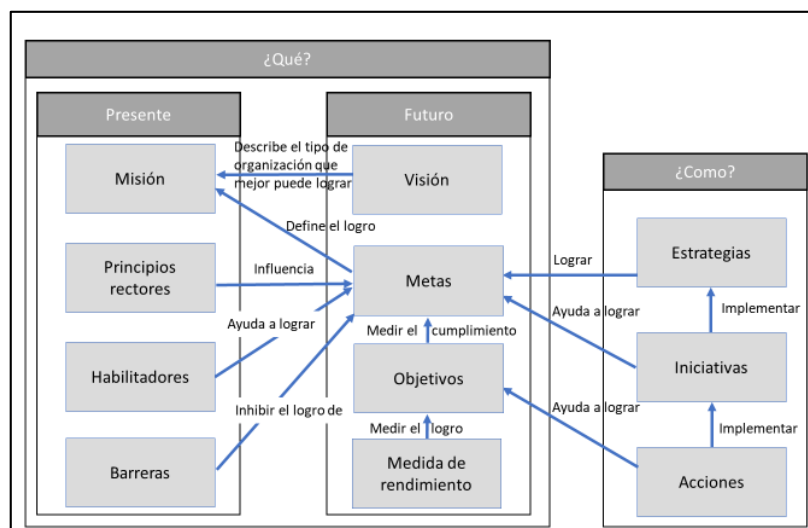 ¿Qué?
Presente
Futuro
¿Como?
Misión
Describe el tipo de
organización que
mejor puede lograr
Visión
Define el logro
Principios
rectores
Influencia
Metas
Lograr
Estrategias
Ayuda a lograr
Medir el cumplimiento
Ayuda a lograr
Implementar
Habilitadores
Objetivos
Iniciativas
Inhibir el logro de
Ayuda a lograr
Medir el logro
Implementar
Barreras
Medida de
rendimiento
Acciones